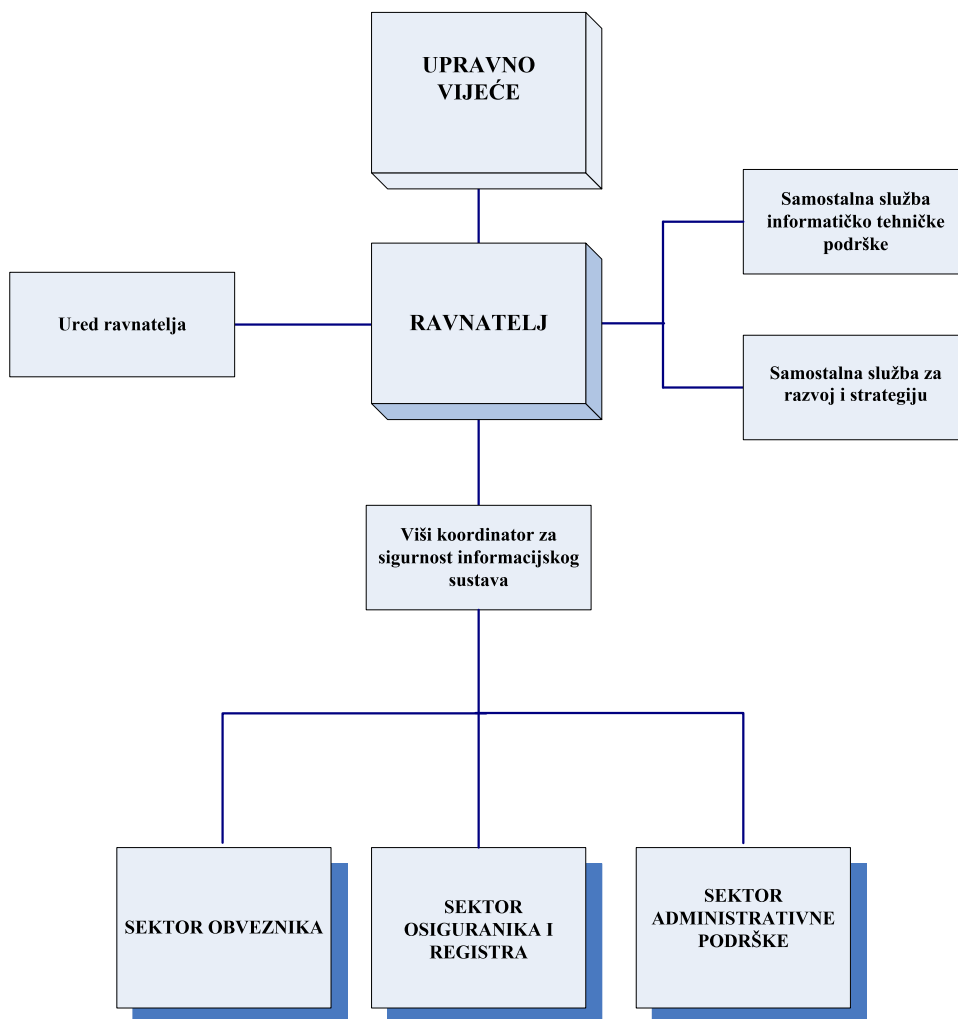 UPRAVNO
VIJEĆE
Samostalna služba
informatičko tehničke
podrške
Ured ravnatelja
RAVNATELJ
Samostalna služba za
razvoj i strategiju
Viši koordinator za
sigurnost informacijskog
sustava
SEKTOR OBVEZNIKA
SEKTOR
OSIGURANIKA I
REGISTRA
SEKTOR
ADMINISTRATIVNE
PODRŠKE